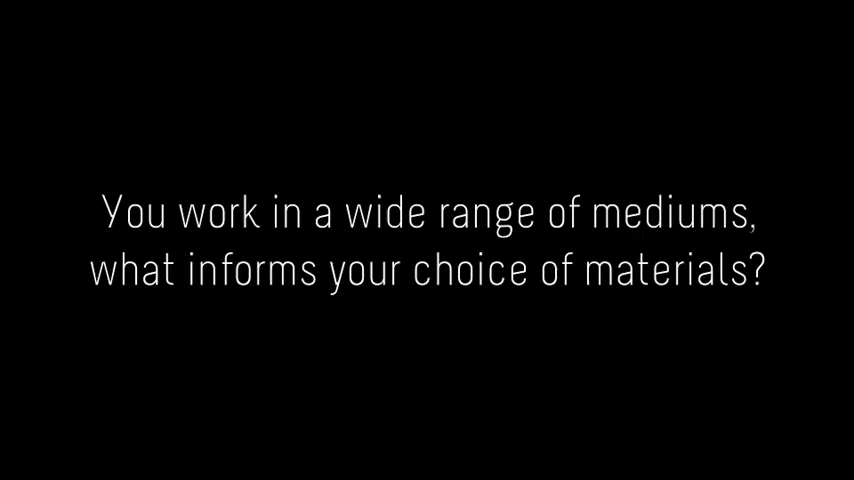 You work in a wide range of mediums,
what informs your choice of materials?